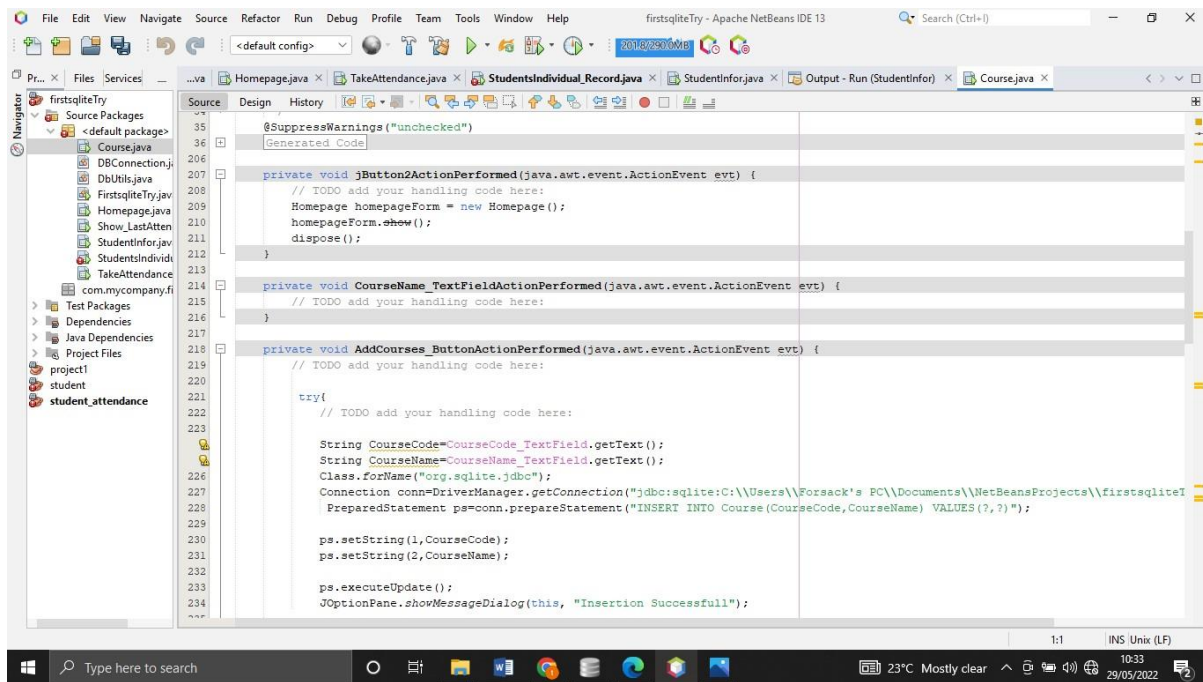 File Edit View Navigate Source Refactor Run Debug Profile Team Tools Window Help firstsqliteTry - Apache NetBeans IDE 13 Search (Ctrl+I)
<default config> 201.8/290.0MB
Pr... Files Services ...va Homepage.java TakeAttendance.java StudentsIndividual_Record.java StudentInfor.java Output - Run (StudentInfor) Course.java
Navigator
firstsqliteTry
Source Packages
<default package>
Course.java
DBConnection.j
DbUtils.java
FirstsqliteTry.jav
Homepage.java
Show_LastAtten
StudentInfor.jav
StudentsIndivid
TakeAttendance
com.mycompany.fi
Test Packages
Dependencies
Java Dependencies
Project Files
project1
student
student_attendance
Source Design History
35 @SuppressWarnings("unchecked")
36 Generated Code
206
207 private void jButton2ActionPerformed(java.awt.event.ActionEvent evt) {
208 // TODO add your handling code here:
209 Homepage homepageForm = new Homepage();
210 homepageForm.show();
211 dispose();
212 }
213
214 private void CourseName_TextFieldActionPerformed(java.awt.event.ActionEvent evt) {
215 // TODO add your handling code here:
216 }
217
218 private void AddCourses_ButtonActionPerformed(java.awt.event.ActionEvent evt) {
219 // TODO add your handling code here:
220
221 try{
222 // TODO add your handling code here:
223
String CourseCode=CourseCode_TextField.getText();
String CourseName=CourseName_TextField.getText();
226 Class.forName("org.sqlite.jdbc");
227 Connection conn=DriverManager.getConnection("jdbc:sqlite:C:\\Users\\Forsack's PC\\Documents\\NetBeansProjects\\firstsqliteT
228 PreparedStatement ps=conn.prepareStatement("INSERT INTO Course(CourseCode,CourseName) VALUES(?,?)");
229
230 ps.setString(1,CourseCode);
231 ps.setString(2,CourseName);
232
233 ps.executeUpdate();
234 JOptionPane.showMessageDialog(this, "Insertion Successfull");
1:1 INS Unix (LF)
Type here to search 23°C Mostly clear 10:33
29/05/2022